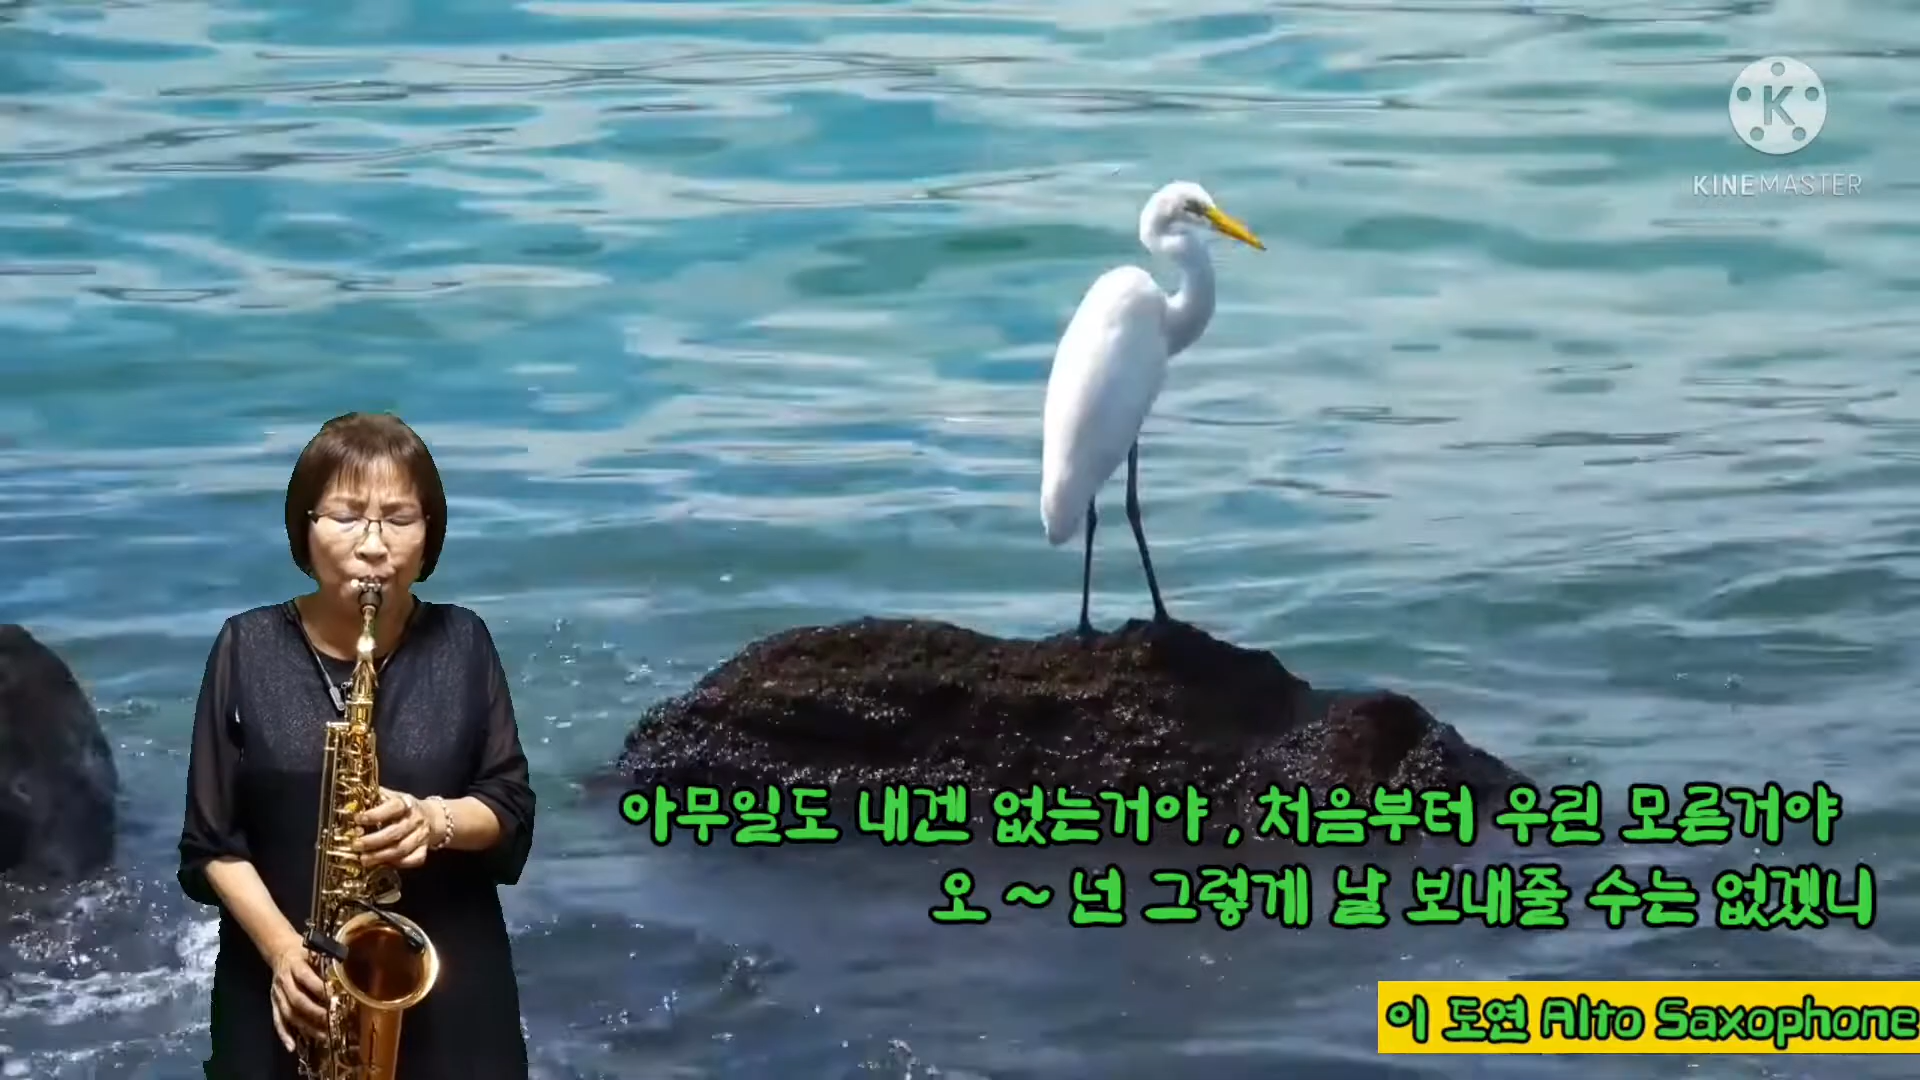 K
KINEMASTER
아무일도 내겐 없는거야 , 처음부터 우린 모른거야
오 ~ 넌 그렇게 날 보내줄 수는 없겠니
이 도연 Alto Saxophone